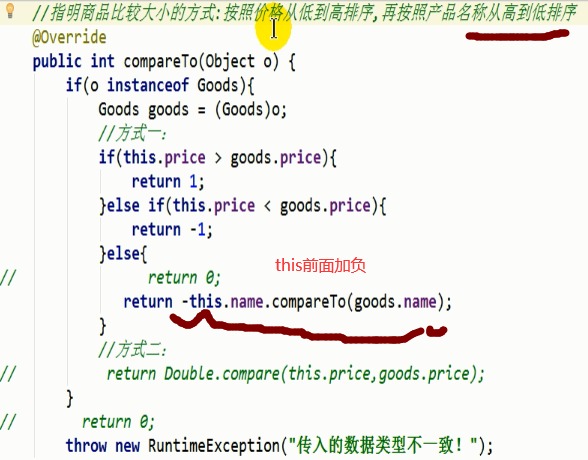 //指明商品比较大小的方式:按照价格从低到高排序,再按照产品名称从高到低排序
@Override
public int compareTo(Object o) {
if(o instanceof Goods){
Goods goods = (Goods)o;
//方式一:
if(this.price > goods.price){
return 1;
}else if(this.price < goods.price){
return -1;
}else{
this前面加负
// return 0;
return -this.name.compareTo(goods.name);
}
//方式二:
// return Double.compare(this.price,goods.price);
}
// return 0;
throw new RuntimeException("传入的数据类型不一致！");